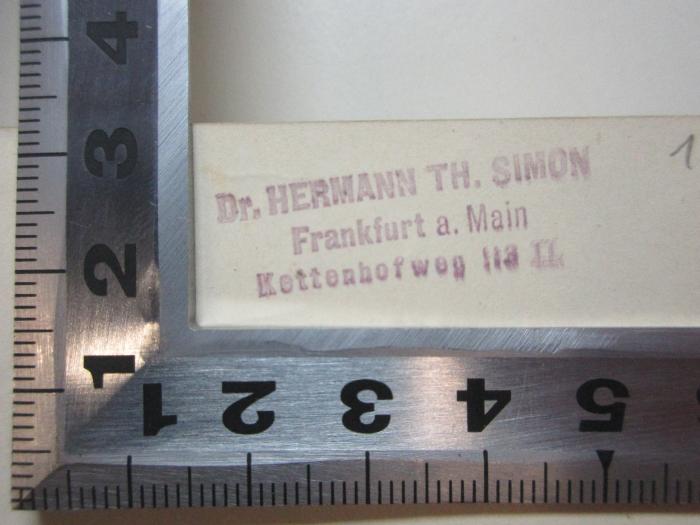 Dr. HERMANN TH. SIMON
Frankfurt a. Main
Kettenhofweg 113 II.
1
4
3
2
1
1 2 3 4 5